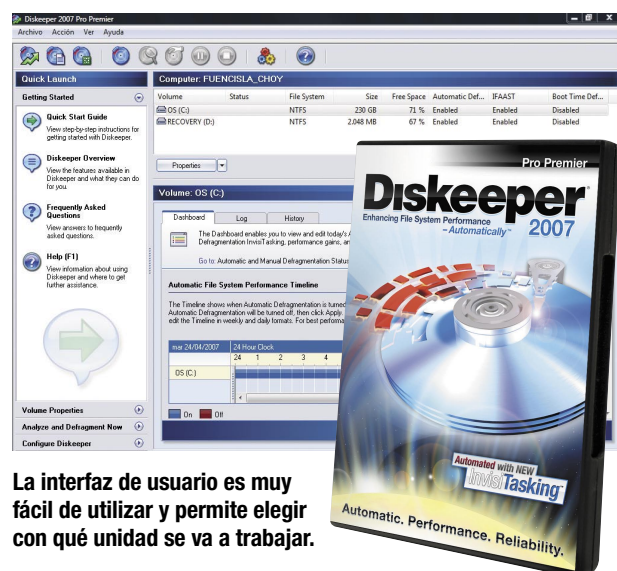 Diskeeper 2007 Pro Premier
Archivo Acción Ver Ayuda
Quick Launch
Getting Started
Quick Start Guide
View step-by-step instructions for
getting started with Diskeeper.
Diskeeper Overview
View the features available in
Diskeeper and what they can do
for you.
Frequently Asked
Questions
View answers to frequently
asked questions.
Help (F1)
View information about using
Diskeeper and where to get
further assistance.
Volume Properties
Analyze and Defragment Now
Configure Diskeeper
Computer: FUENCISLA_CHOY
Volume Status File System Size Free Space Automatic Def... IFAAST Boot Time Def...
OS (C:) NTFS 230 GB 71 % Enabled Enabled Disabled
RECOVERY (D:) NTFS 2.048 MB 67 % Enabled Enabled Disabled
Properties
Volume: OS (C:)
Dashboard Log History
The Dashboard enables you to view and edit today's A
Defragmentation InvisiTasking, performance gains, an
Go to: Automatic and Manual Defragmentation Status
Automatic File System Performance Timeline
The Timeline shows when Automatic Defragmentation is turned
Automatic Defragmentation will be turned off, then click Apply.
edit the Timeline in weekly and daily formats. For best performa
mar 24/04/2007 24 Hour Clock
24 1 2 3 4
OS (C:)
On Off
Pro Premier
Diskeeper
Enhancing File System Performance
–Automatically™
2007
Automated with NEW
InvisiTasking
Automatic. Performance. Reliability.
La interfaz de usuario es muy
fácil de utilizar y permite elegir
con qué unidad se va a trabajar.